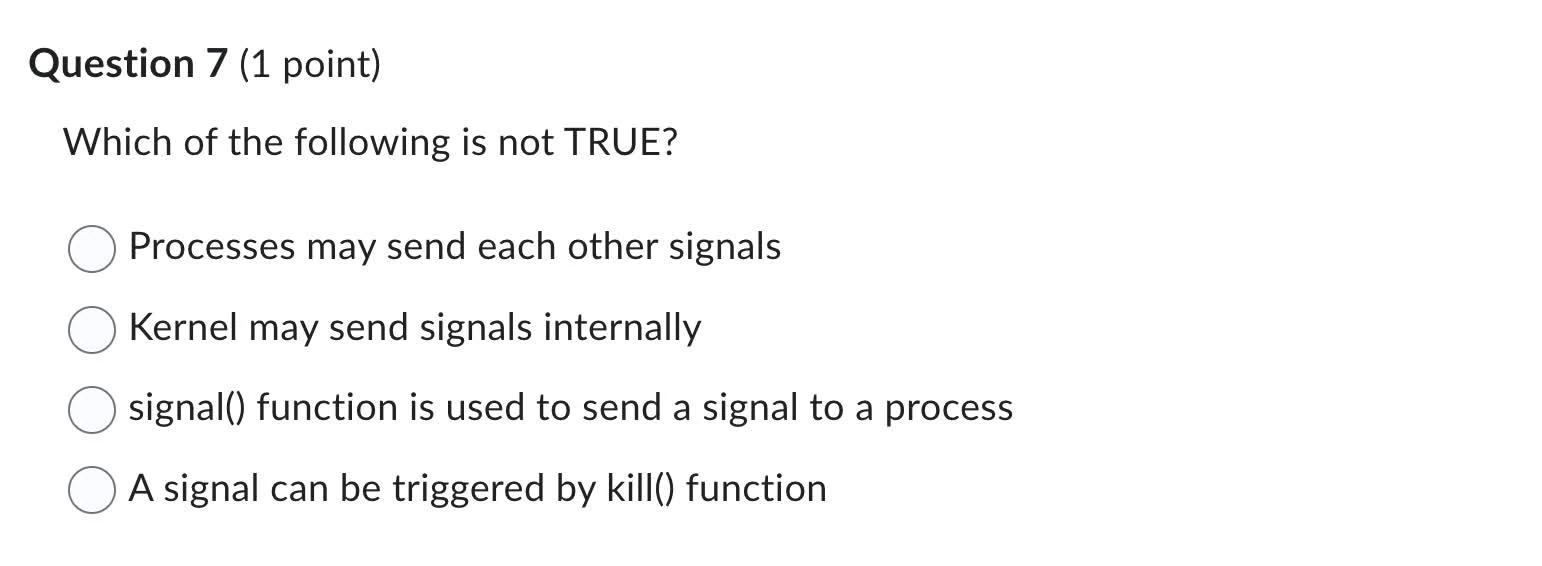 Question 7 (1 point)
Which of the following is not TRUE?
Processes may send each other signals
Kernel may send signals internally
signal() function is used to send a signal to a process
A signal can be triggered by kill() function